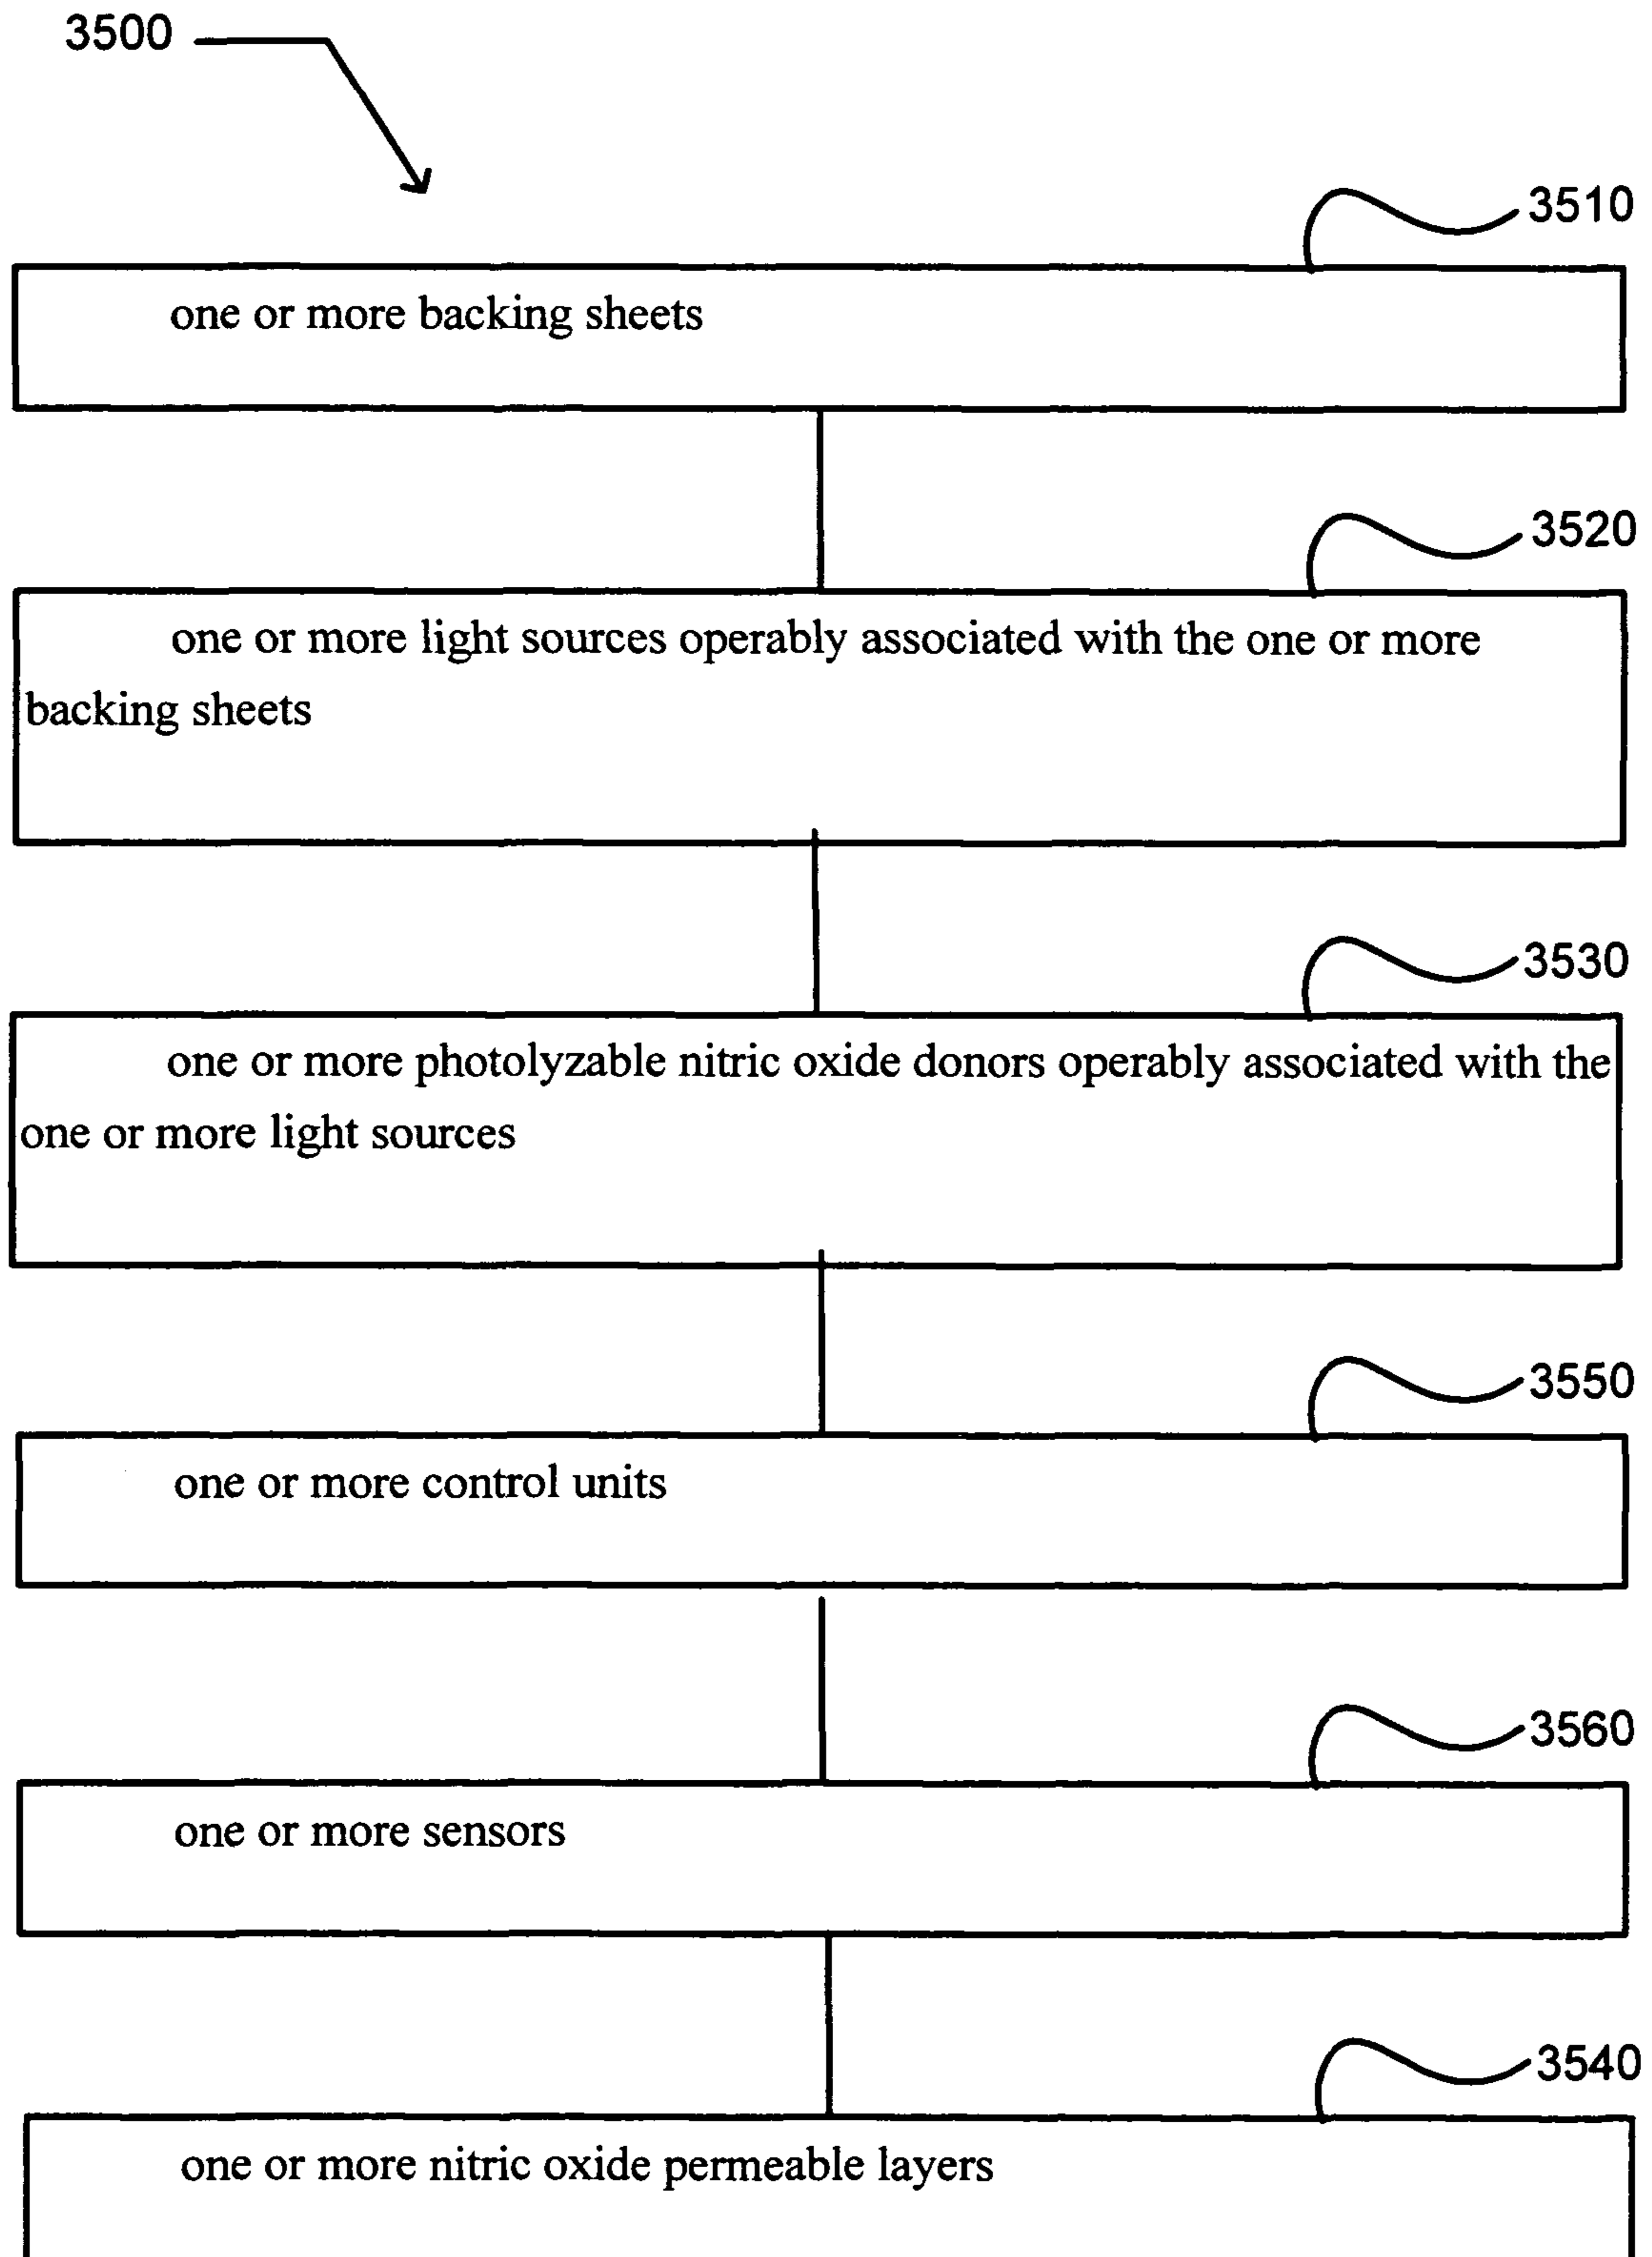 3500
3510
one or more backing sheets
3520
one or more light sources operably associated with the one or more
backing sheets
3530
one or more photolyzable nitric oxide donors operably associated with the
one or more light sources
3550
one or more control units
3560
one or more sensors
3540
one or more nitric oxide permeable layers